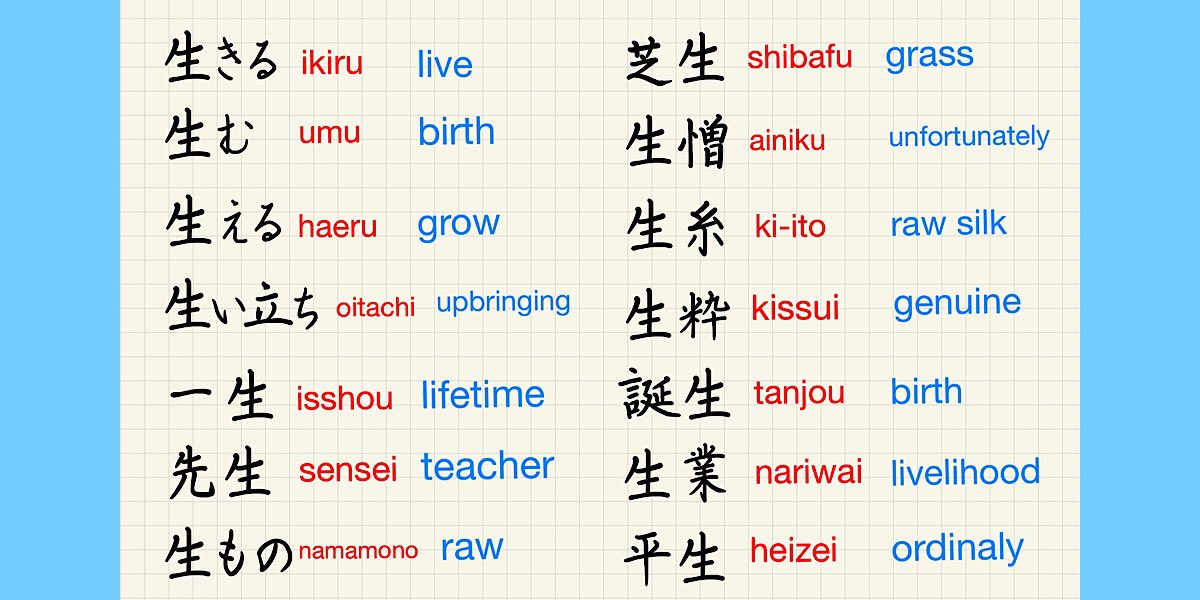 生きる ikiru live
生む umu birth
生える haeru grow
生い立ち oitachi upbringing
一生 isshou lifetime
先生 sensei teacher
生もの namamono raw
芝生 shibafu grass
生憎 ainiku unfortunately
生糸 ki-ito raw silk
生粋 kissui genuine
誕生 tanjou birth
生業 nariwai livelihood
平生 heizei ordinaly